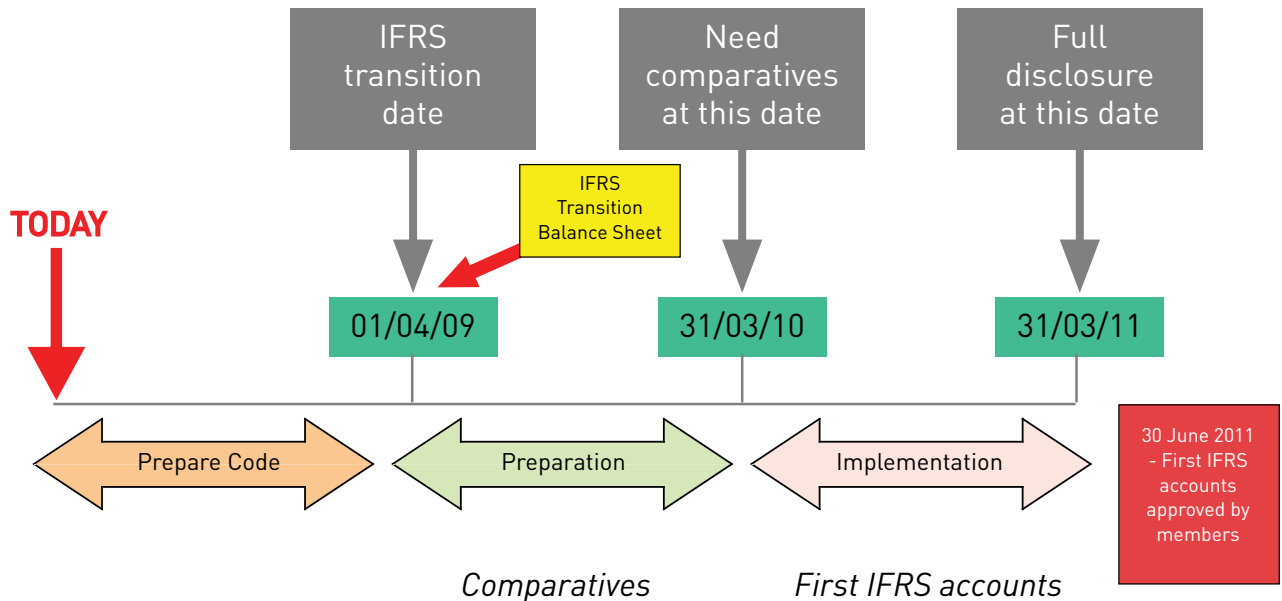 IFRS
transition
date
Need
comparatives
at this date
Full
disclosure
at this date
IFRS
Transition
Balance Sheet
TODAY
01/04/09
31/03/10
31/03/11
Prepare Code
Preparation
Implementation
30 June 2011
- First IFRS
accounts
approved by
members
Comparatives
First IFRS accounts